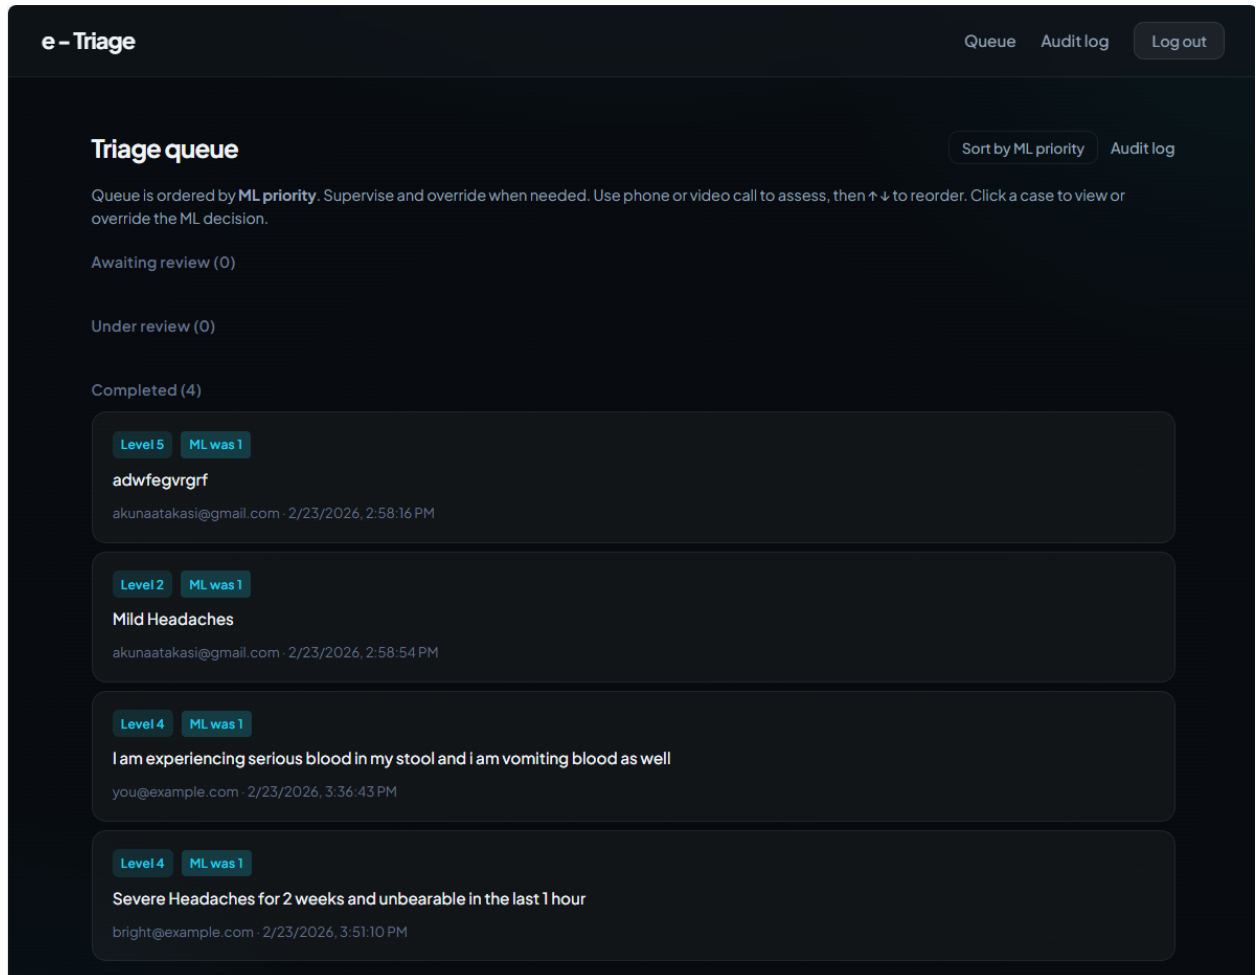 e - Triage
Queue Audit log Log out
Triage queue
Sort by ML priority Audit log
Queue is ordered by ML priority. Supervise and override when needed. Use phone or video call to assess, then ↑ ↓ to reorder. Click a case to view or
override the ML decision.
Awaiting review (0)
Under review (0)
Completed (4)
Level 5 ML was 1
adwfegvrgrf
akunaatakasi@gmail.com · 2/23/2026, 2:58:16 PM
Level 2 ML was 1
Mild Headaches
akunaatakasi@gmail.com · 2/23/2026, 2:58:54 PM
Level 4 ML was 1
I am experiencing serious blood in my stool and i am vomiting blood as well
you@example.com · 2/23/2026, 3:36:43 PM
Level 4 ML was 1
Severe Headaches for 2 weeks and unbearable in the last 1 hour
bright@example.com · 2/23/2026, 3:51:10 PM